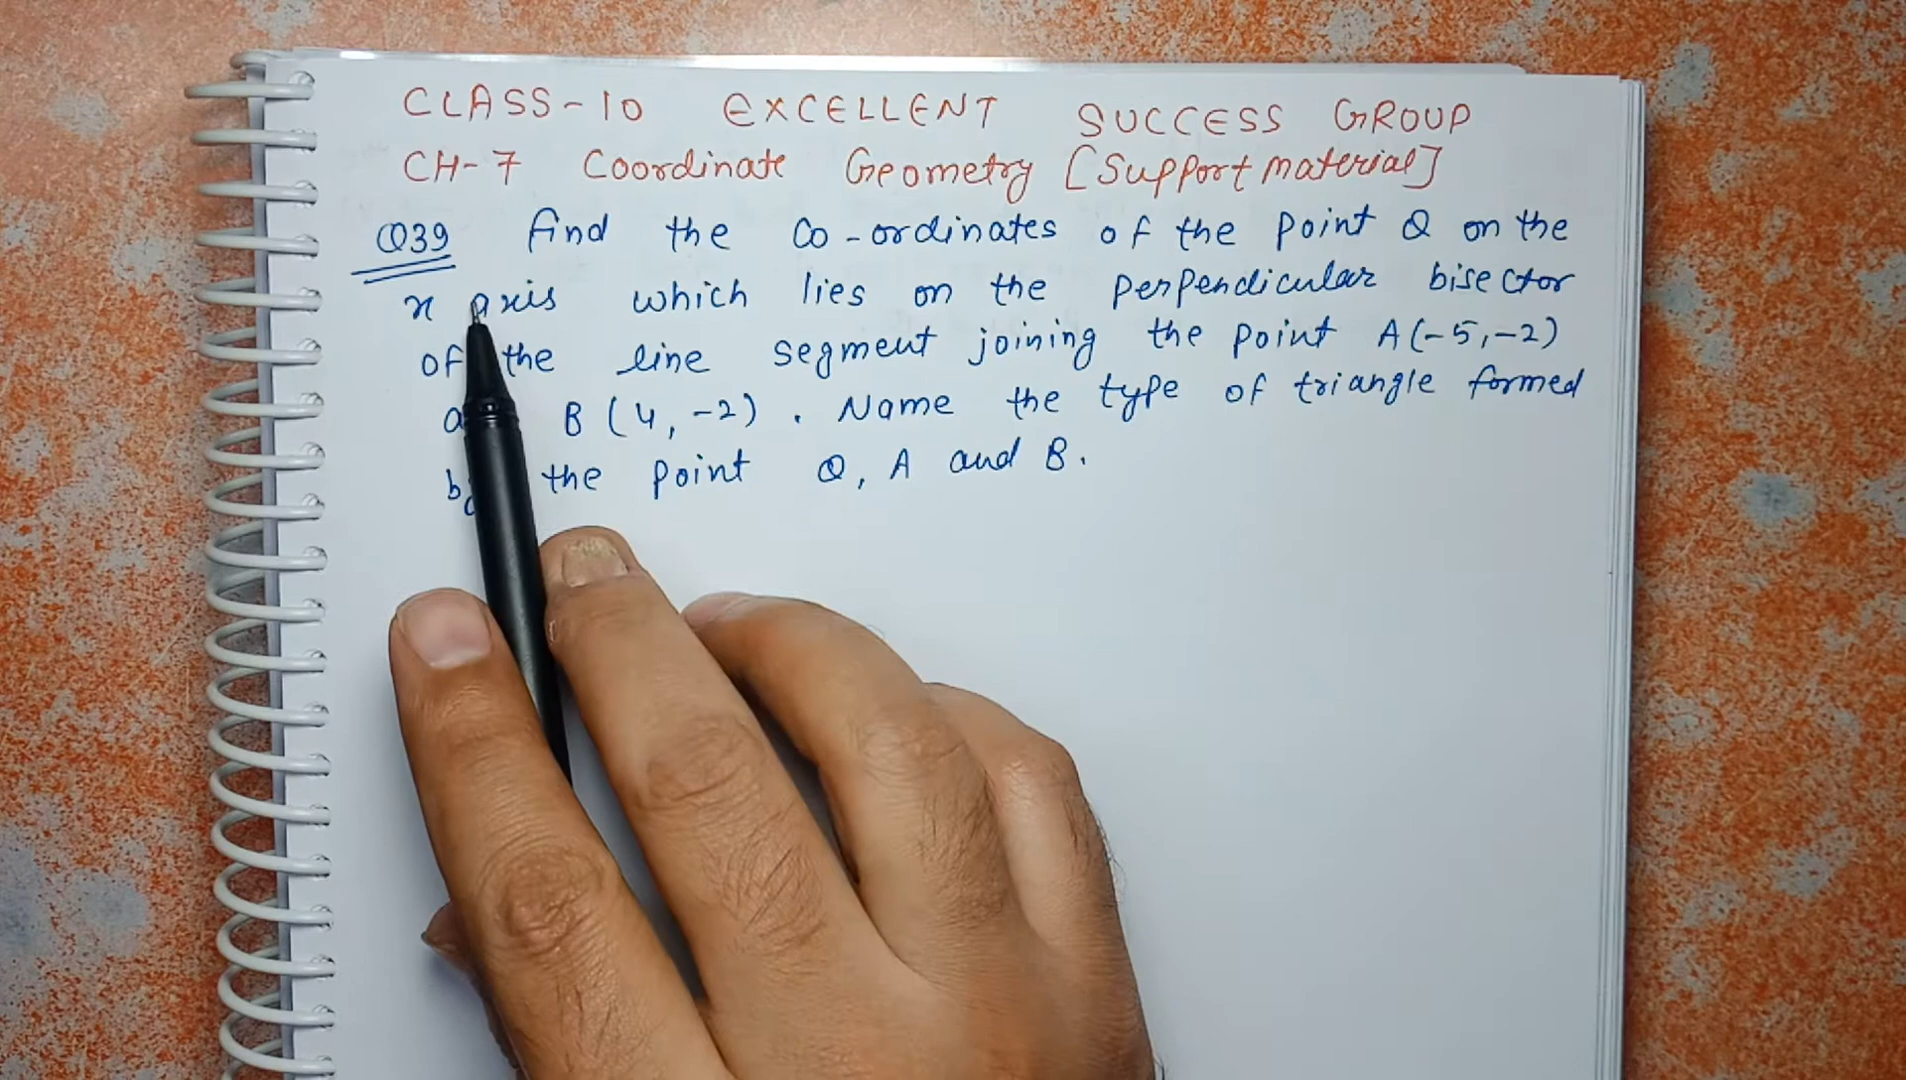 CLASS-10 EXCELLENT SUCCESS GROUP
CH-7 Coordinate Geometry [Support material]
Q39 find the Co-ordinates of the point Q on the
x axis which lies on the perpendicular bisector
of the line segment joining the point A(-5,-2)
B (4,-2). Name the type of triangle formed
the point Q, A and B.